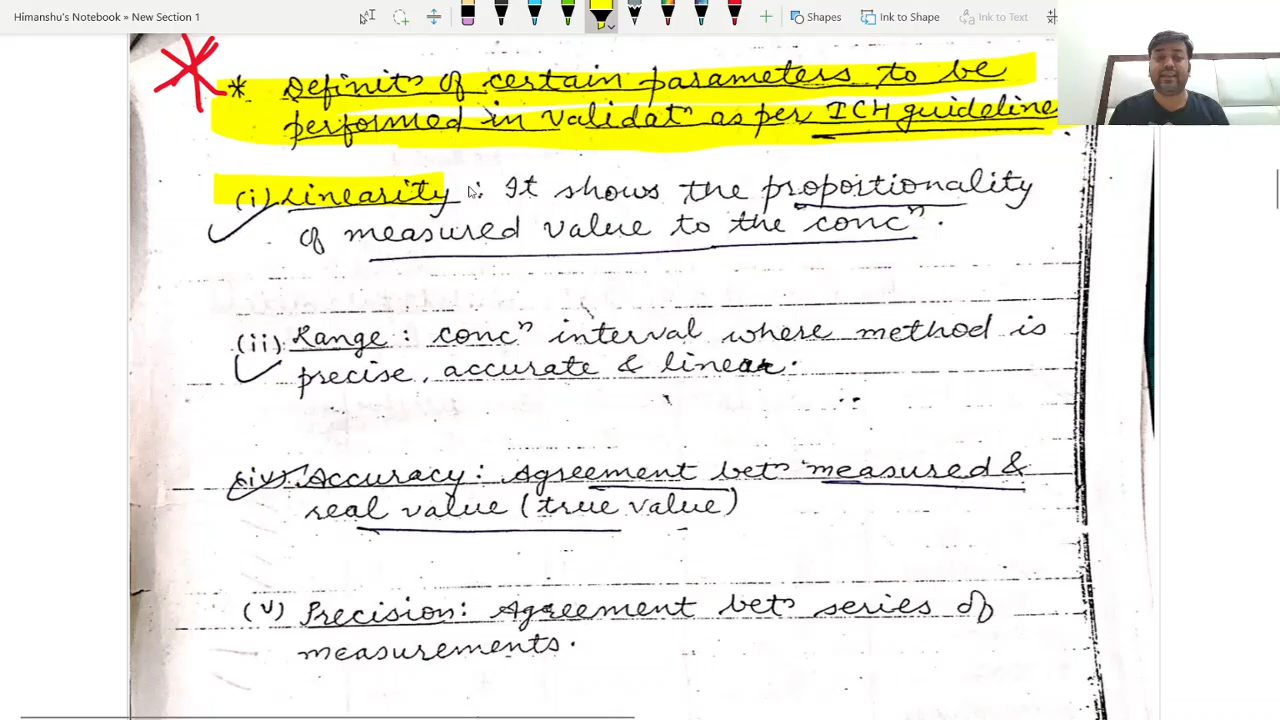 Himanshu's Notebook » New Section 1
Shapes
Ink to Shape
Ink to Text
* Definitn of certain parameters to be
performed in validatn as per ICH guideline
(i) Linearity : It shows the proportionality
of measured value to the concn.
(ii) Range : concn interval where method is
precise, accurate & linear.
(iv) Accuracy : Agreement betn measured &
real value (true value)
(v) Precision : Agreement betn series of
measurements.